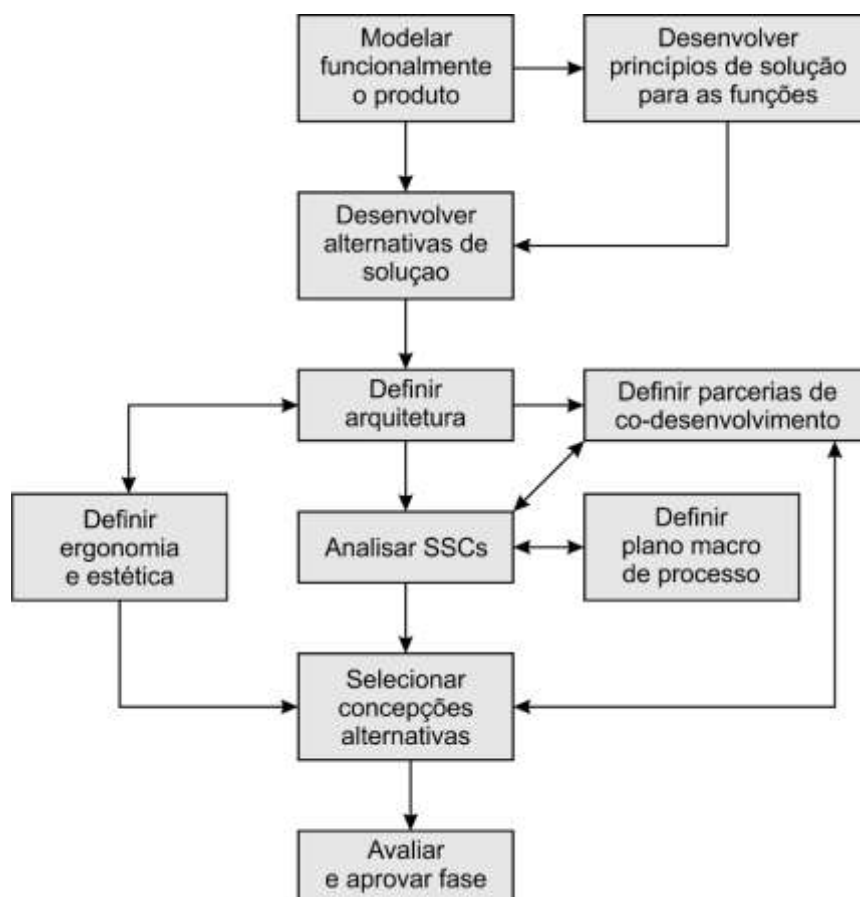 Modelar
funcionalmente
o produto
Desenvolver
princípios de solução
para as funções
Desenvolver
alternativas de
soluçao
Definir
arquitetura
Definir parcerias de
co-desenvolvimento
Definir
ergonomia
e estética
Analisar SSCs
Definir
plano macro
de processo
Selecionar
concepções
alternativas
Avaliar
e aprovar fase